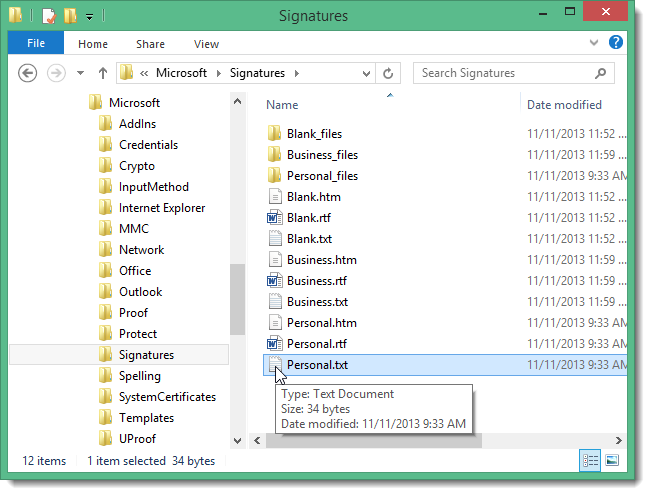 Signatures
File Home Share View
« Microsoft Signatures
Search Signatures
Microsoft
AddIns
Credentials
Crypto
InputMethod
Internet Explorer
MMC
Network
Office
Outlook
Proof
Protect
Signatures
Spelling
SystemCertificates
Templates
UProof
Name Date modified
Blank_files 11/11/2013 11:52 ...
Business_files 11/11/2013 11:59 ...
Personal_files 11/11/2013 9:33 AM
Blank.htm 11/11/2013 11:52 ...
Blank.rtf 11/11/2013 11:52 ...
Blank.txt 11/11/2013 11:52 ...
Business.htm 11/11/2013 11:59 ...
Business.rtf 11/11/2013 11:59 ...
Business.txt 11/11/2013 11:59 ...
Personal.htm 11/11/2013 9:33 AM
Personal.rtf 11/11/2013 9:33 AM
Personal.txt 11/11/2013 9:33 AM
Type: Text Document
Size: 34 bytes
Date modified: 11/11/2013 9:33 AM
12 items 1 item selected 34 bytes